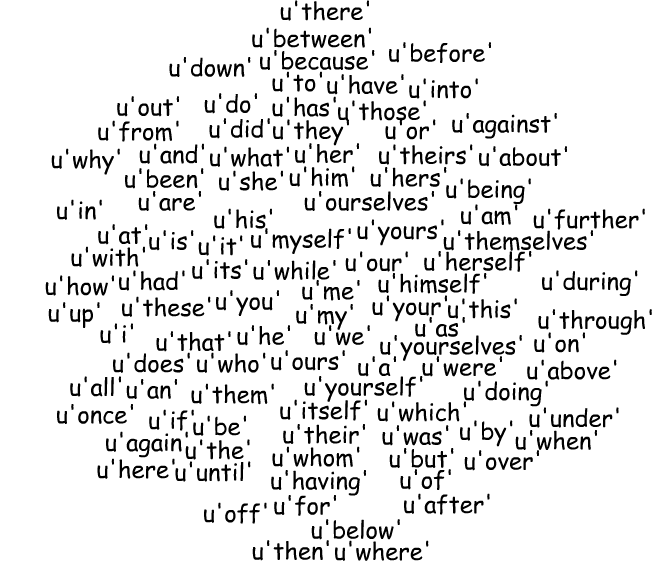 u'there'
u'between'
u'before'
u'down' u'because'
u'to' u'have' u'into'
u'out' u'do' u'has' u'those'
u'from' u'did' u'they' u'or' u'against'
u'why' u'and' u'what' u'her' u'theirs' u'about'
u'been' u'she' u'him' u'hers' u'being'
u'in' u'are' u'ourselves' u'am' u'further'
u'his'
u'at' u'is' u'it' u'myself' u'yours' u'themselves'
u'with' u'its' u'while' u'our' u'herself'
u'how' u'had' u'me' u'himself' u'during'
u'up' u'these' u'you' u'my' u'your' u'this' u'through'
u'i' u'that' u'he' u'we' u'as'
u'yourselves' u'on'
u'does' u'who' u'ours' u'a' u'were' u'above'
u'all' u'an' u'them' u'yourself' u'doing'
u'once' u'if' u'be' u'itself' u'which' u'under'
u'again' u'the' u'their' u'was' u'by' u'when'
u'here' u'until' u'whom' u'but' u'over'
u'having' u'of'
u'off' u'for' u'after'
u'below'
u'then' u'where'